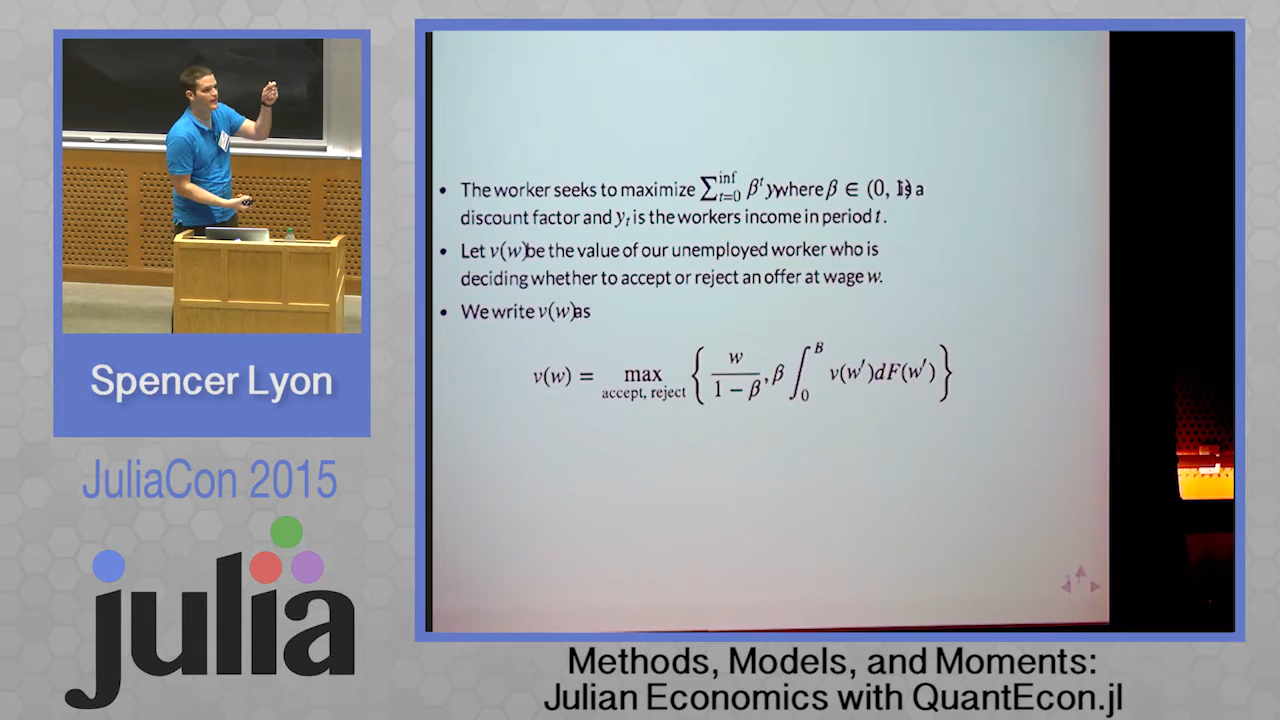 • The worker seeks to maximize ∑_{t=0}^{inf} β^t y_t where β ∈ (0, 1) is a
discount factor and y_t is the workers income in period t.
• Let v(w) be the value of our unemployed worker who is
deciding whether to accept or reject an offer at wage w.
• We write v(w) as
v(w) = max_{accept, reject} { w / (1 − β), β ∫_0^B v(w′)dF(w′) }
Spencer Lyon
JuliaCon 2015
julia
Methods, Models, and Moments:
Julian Economics with QuantEcon.jl